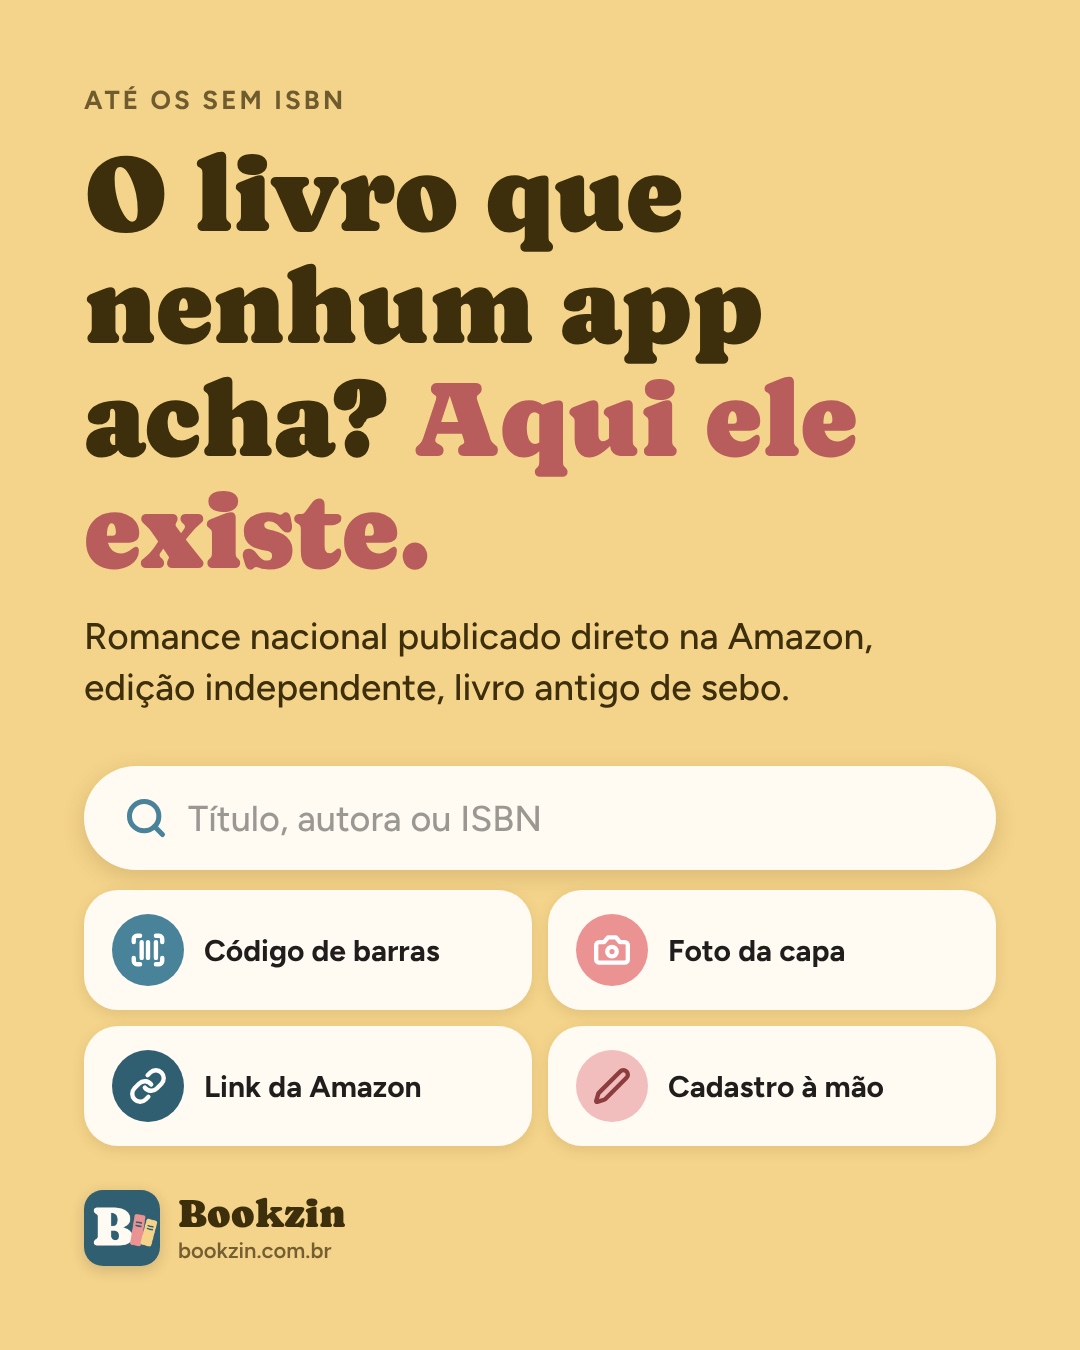 ATÉ OS SEM ISBN
O livro que
nenhum app
acha? Aqui ele
existe.
Romance nacional publicado direto na Amazon,
edição independente, livro antigo de sebo.
Título, autora ou ISBN
Código de barras
Foto da capa
Link da Amazon
Cadastro à mão
B
Bookzin
bookzin.com.br